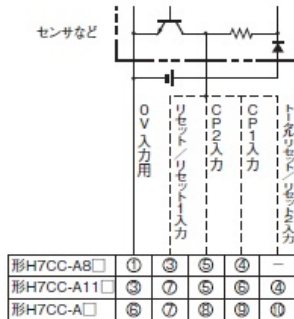 センサなど
0V入力用
リセット/リセット1入力
CP2入力
CP1入力
トータルリセット/リセット2入力
形H7CC-A8□ ① ③ ⑤ ④ －
形H7CC-A11□ ③ ⑦ ⑤ ⑥ ④
形H7CC-A□ ⑥ ⑦ ⑧ ⑨ ⑩